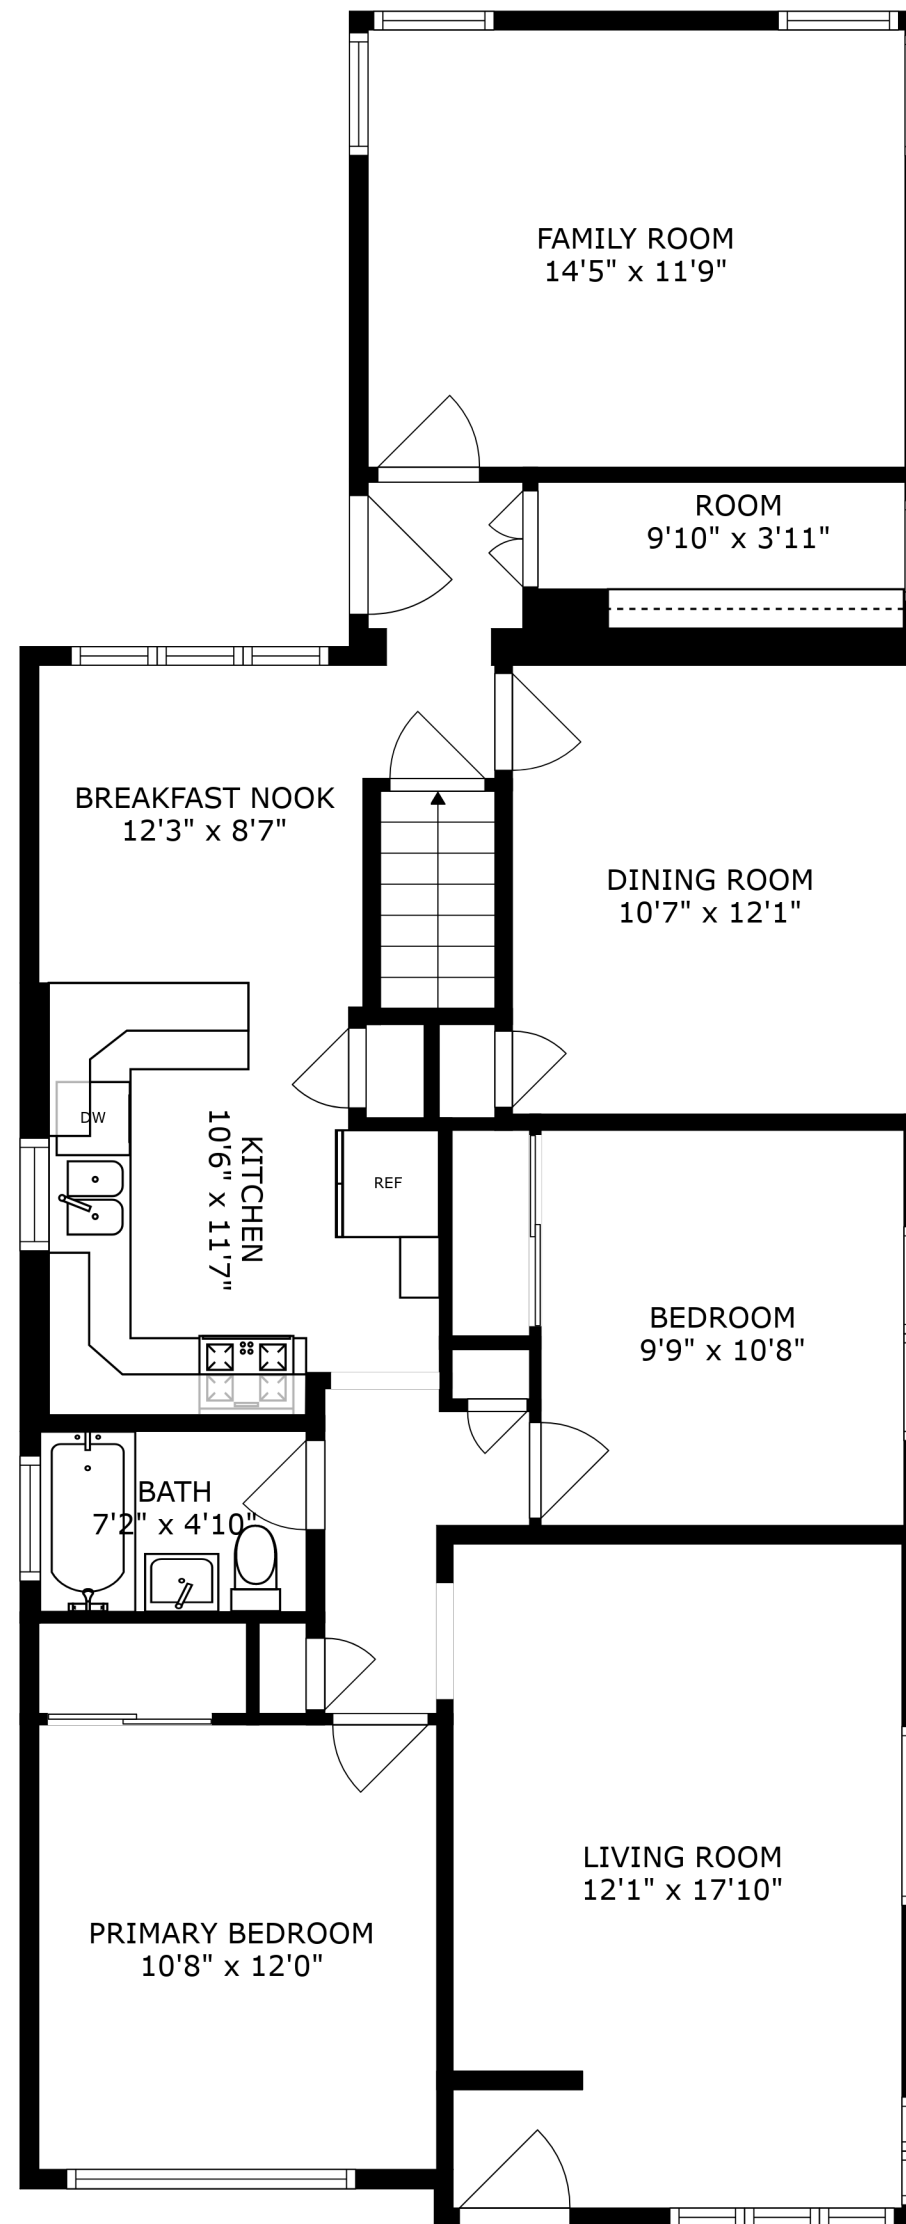 FAMILY ROOM
14'5" x 11'9"
ROOM
9'10" x 3'11"
BREAKFAST NOOK
12'3" x 8'7"
DINING ROOM
10'7" x 12'1"
DW
KITCHEN
10'6" x 11'7"
REF
BEDROOM
9'9" x 10'8"
BATH
7'2" x 4'10"
LIVING ROOM
12'1" x 17'10"
PRIMARY BEDROOM
10'8" x 12'0"